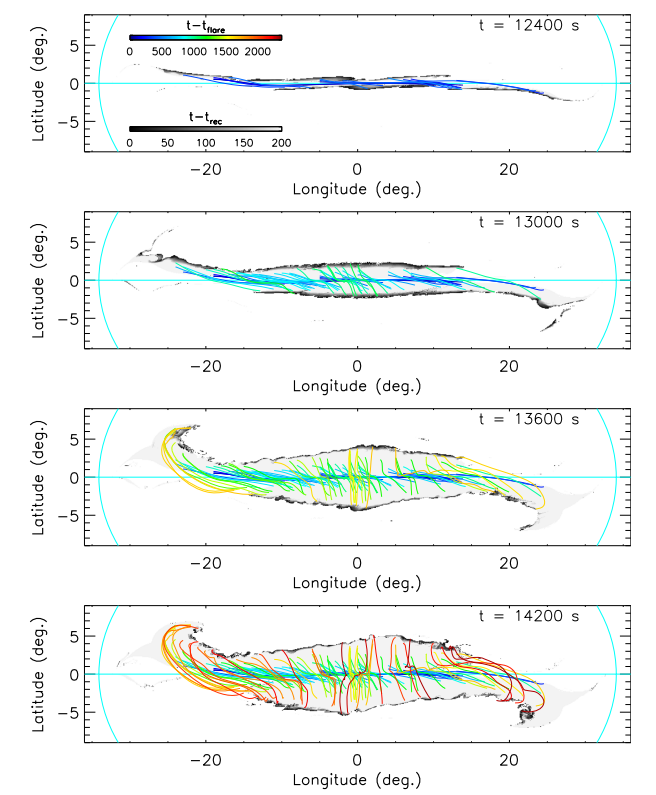 t = 12400 s
t−tflare
0 500 1000 1500 2000
t−trec
0 50 100 150 200
5
0
−5
Latitude (deg.)
−20 0 20
Longitude (deg.)
t = 13000 s
5
0
−5
Latitude (deg.)
−20 0 20
Longitude (deg.)
t = 13600 s
5
0
−5
Latitude (deg.)
−20 0 20
Longitude (deg.)
t = 14200 s
5
0
−5
Latitude (deg.)
−20 0 20
Longitude (deg.)